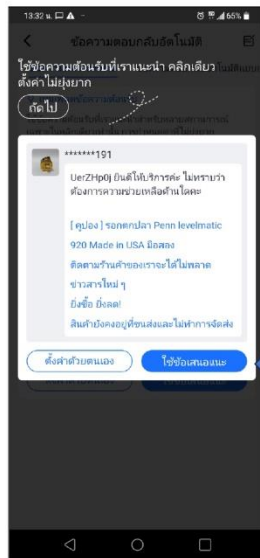 13:32 น.
65%
ข้อความตอบกลับอัตโนมัติ
ใช้ข้อความต้อนรับที่เราแนะนำ คลิกเดียว
ตั้งค่าไม่ยุ่งยาก
ถัดไป
*******191
UerZHp0j ยินดีให้บริการค่ะ ไม่ทราบว่า
ต้องการความช่วยเหลือด้านใดคะ
[ คูปอง ] รอกตกปลา Penn levelmatic
920 Made in USA มือสอง
ติดตามร้านค้าของเราจะได้ไม่พลาด
ข่าวสารใหม่ ๆ
ยิ่งซื้อ ยิ่งลด!
สินค้ายังคงอยู่ที่ขนส่งและไม่ทำการจัดส่ง
ตั้งค่าด้วยตนเอง
ใช้ข้อเสนอแนะ